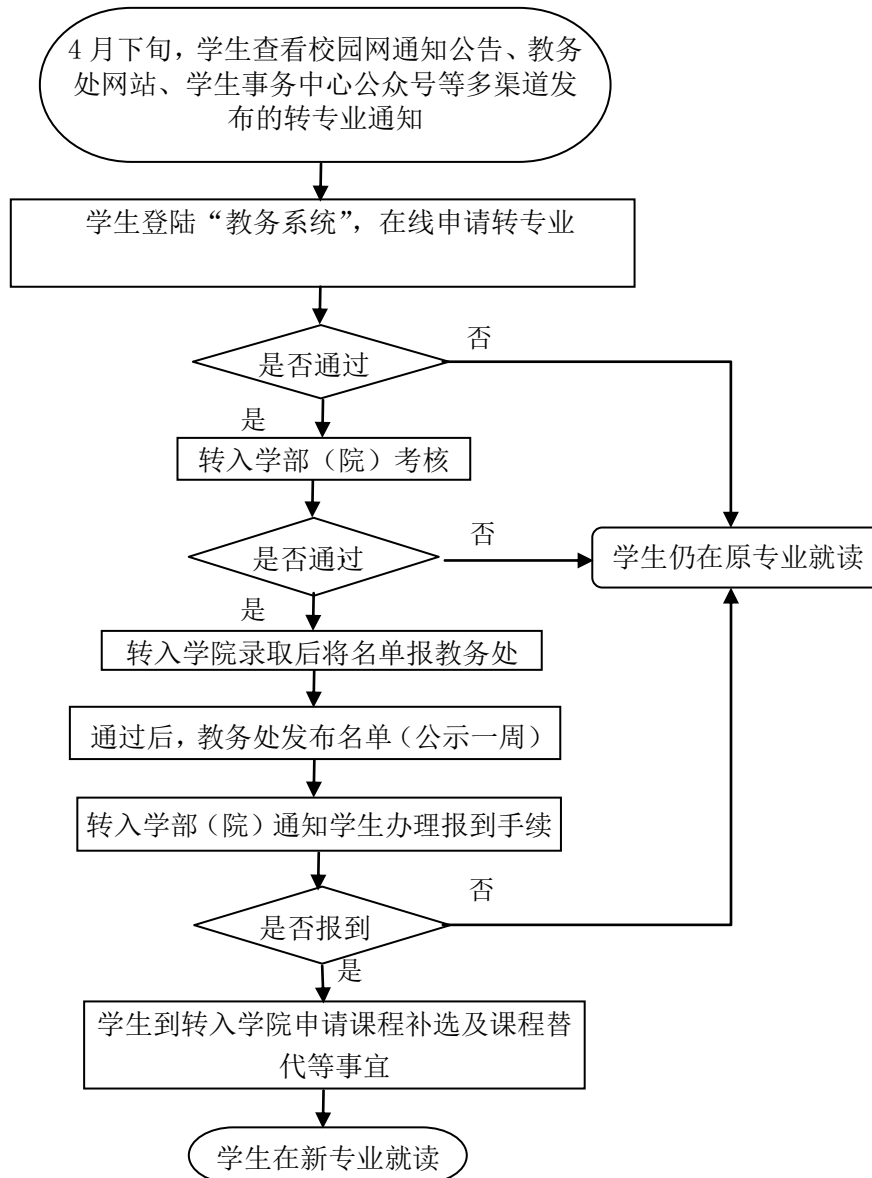 4 月下旬，学生查看校园网通知公告、教务
处网站、学生事务中心公众号等多渠道发
布的转专业通知
学生登陆“教务系统”，在线申请转专业
否
是否通过
是
转入学部（院）考核
否
是否通过
学生仍在原专业就读
是
转入学院录取后将名单报教务处
通过后，教务处发布名单（公示一周）
转入学部（院）通知学生办理报到手续
否
是否报到
是
学生到转入学院申请课程补选及课程替
代等事宜
学生在新专业就读